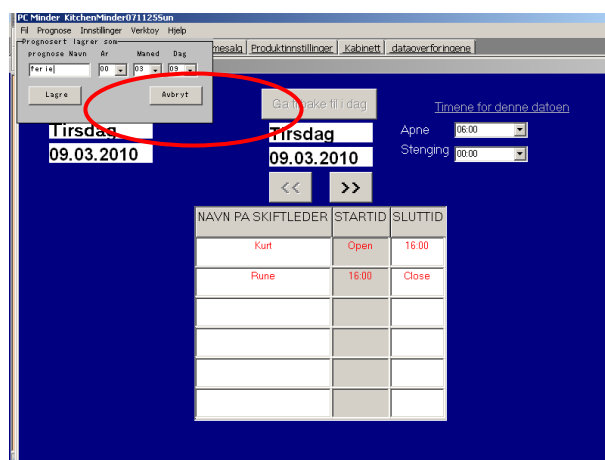 PC Minder KitchenMinder071125Sun
Fil Prognose Innstillinger Verktoy Hjelp
Prognosert lagrer som
mesalg Produktinnstillinger Kabinett dataoverforingene
prognose Navn Ar Maned Dag
ferie 00 03 09
Lagre Avbryt
Ga tilbake til i dag
Timene for denne datoen
Tirsdag Tirsdag Apne 06:00
09.03.2010 09.03.2010 Stenging 00:00
<< >>
NAVN PA SKIFTLEDER STARTID SLUTTID
Kurt Open 16:00
Rune 16:00 Close